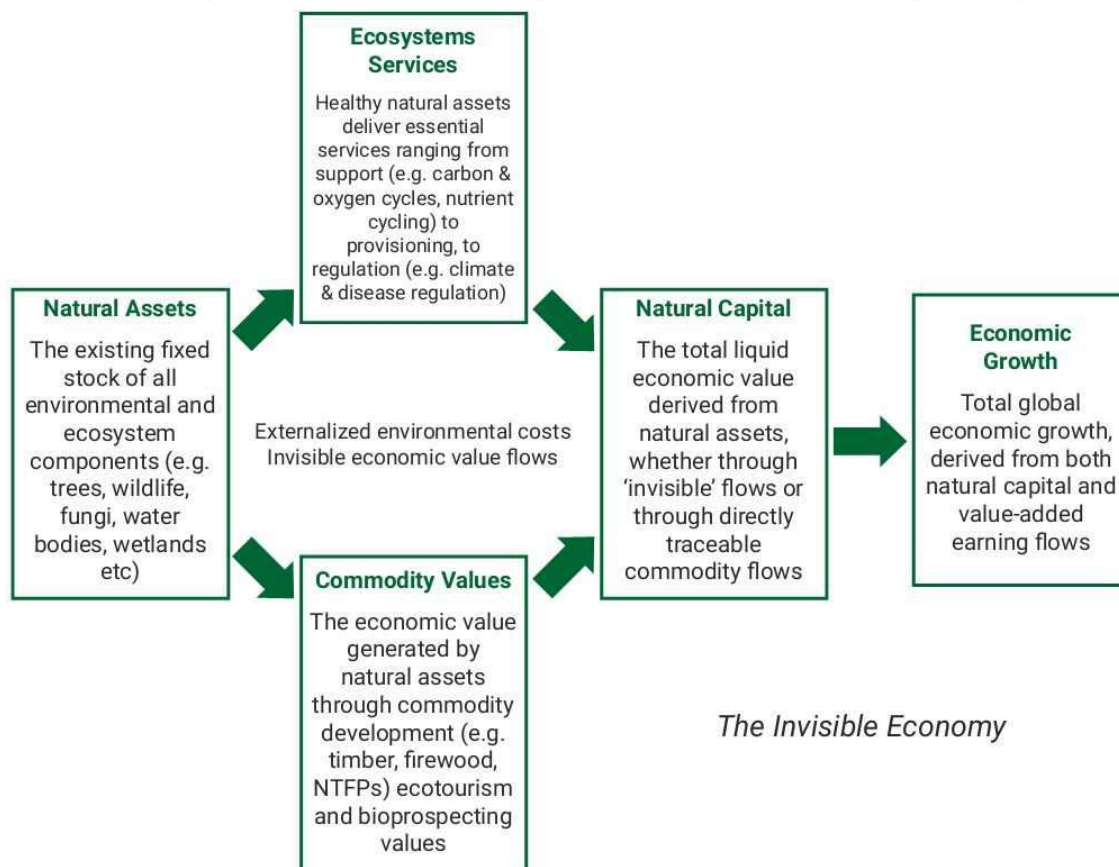 Ecosystems
Services
Healthy natural assets
deliver essential
services ranging from
support (e.g. carbon &
oxygen cycles, nutrient
cycling) to
provisioning, to
regulation (e.g. climate
& disease regulation)
Natural Assets
The existing fixed
stock of all
environmental and
ecosystem
components (e.g.
trees, wildlife,
fungi, water
bodies, wetlands
etc)
Externalized environmental costs
Invisible economic value flows
Commodity Values
The economic value
generated by
natural assets
through commodity
development (e.g.
timber, firewood,
NTFPs) ecotourism
and bioprospecting
values
Natural Capital
The total liquid
economic value
derived from
natural assets,
whether through
‘invisible’ flows or
through directly
traceable
commodity flows
Economic
Growth
Total global
economic growth,
derived from both
natural capital and
value-added
earning flows
The Invisible Economy